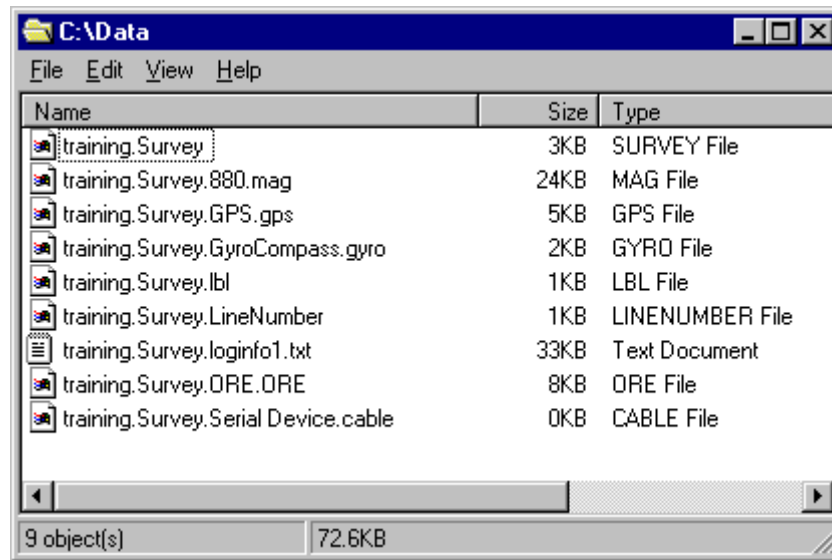 C:\Data
File Edit View Help
Name Size Type
training.Survey 3KB SURVEY File
training.Survey.880.mag 24KB MAG File
training.Survey.GPS.gps 5KB GPS File
training.Survey.GyroCompass.gyro 2KB GYRO File
training.Survey.lbl 1KB LBL File
training.Survey.LineNumber 1KB LINENUMBER File
training.Survey.loginfo1.txt 33KB Text Document
training.Survey.ORE.ORE 8KB ORE File
training.Survey.Serial Device.cable 0KB CABLE File
9 object(s) 72.6KB